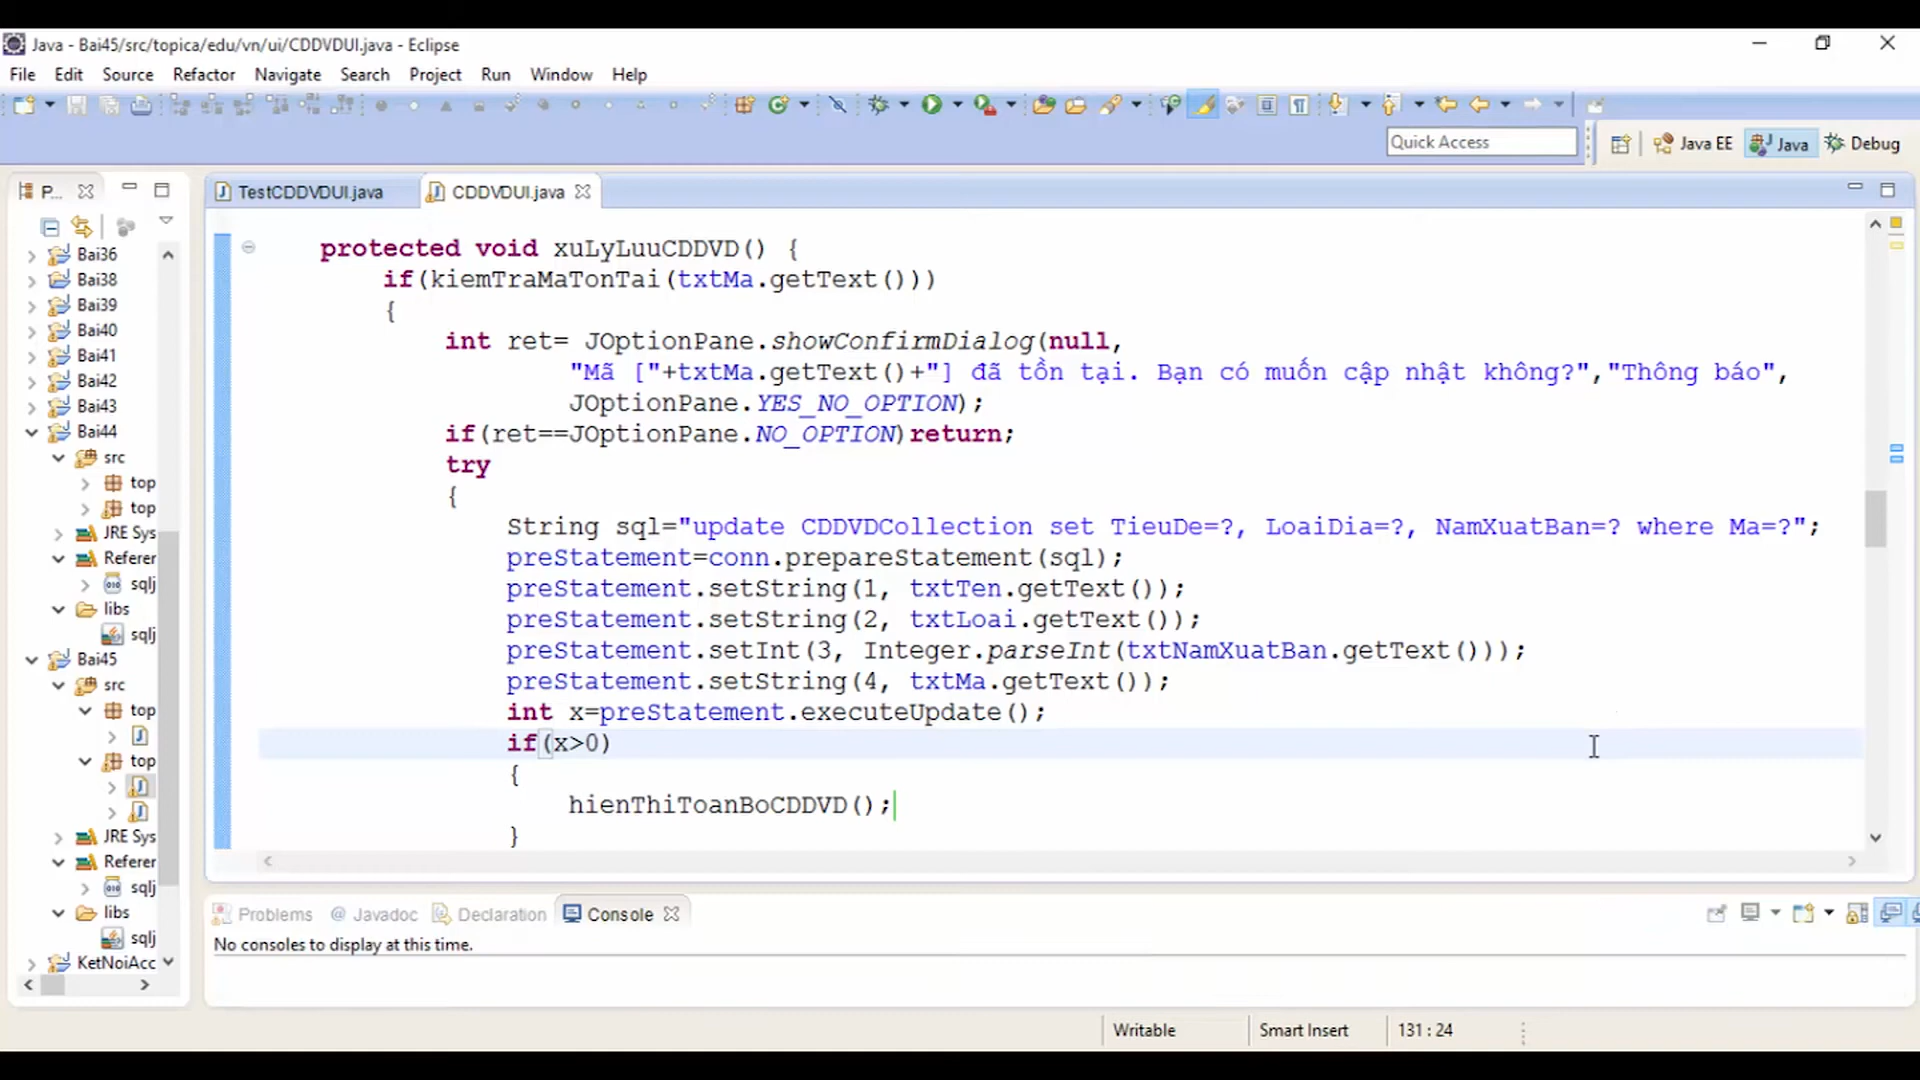 Java - Bai45/src/topica/edu/vn/ui/CDDVDUI.java - Eclipse
File Edit Source Refactor Navigate Search Project Run Window Help
Quick Access
Java EE
Java
Debug
P...
TestCDDVDUI.java
CDDVDUI.java
Bai36
Bai38
Bai39
Bai40
Bai41
Bai42
Bai43
Bai44
src
top
top
JRE Sys
Referer
sqlj
libs
sqlj
Bai45
src
top
top
JRE Sys
Referer
sqlj
libs
sqlj
KetNoiAcc
protected void xuLyLuuCDDVD() {
if(kiemTraMaTonTai(txtMa.getText()))
{
int ret= JOptionPane.showConfirmDialog(null,
"Mã ["+txtMa.getText()+"] đã tồn tại. Bạn có muốn cập nhật không?","Thông báo",
JOptionPane.YES_NO_OPTION);
if(ret==JOptionPane.NO_OPTION)return;
try
{
String sql="update CDDVDCollection set TieuDe=?, LoaiDia=?, NamXuatBan=? where Ma=?";
preStatement=conn.prepareStatement(sql);
preStatement.setString(1, txtTen.getText());
preStatement.setString(2, txtLoai.getText());
preStatement.setInt(3, Integer.parseInt(txtNamXuatBan.getText()));
preStatement.setString(4, txtMa.getText());
int x=preStatement.executeUpdate();
if(x>0)
{
hienThiToanBoCDDVD();
}
Problems @ Javadoc Declaration Console
No consoles to display at this time.
Writable
Smart Insert
131 : 24